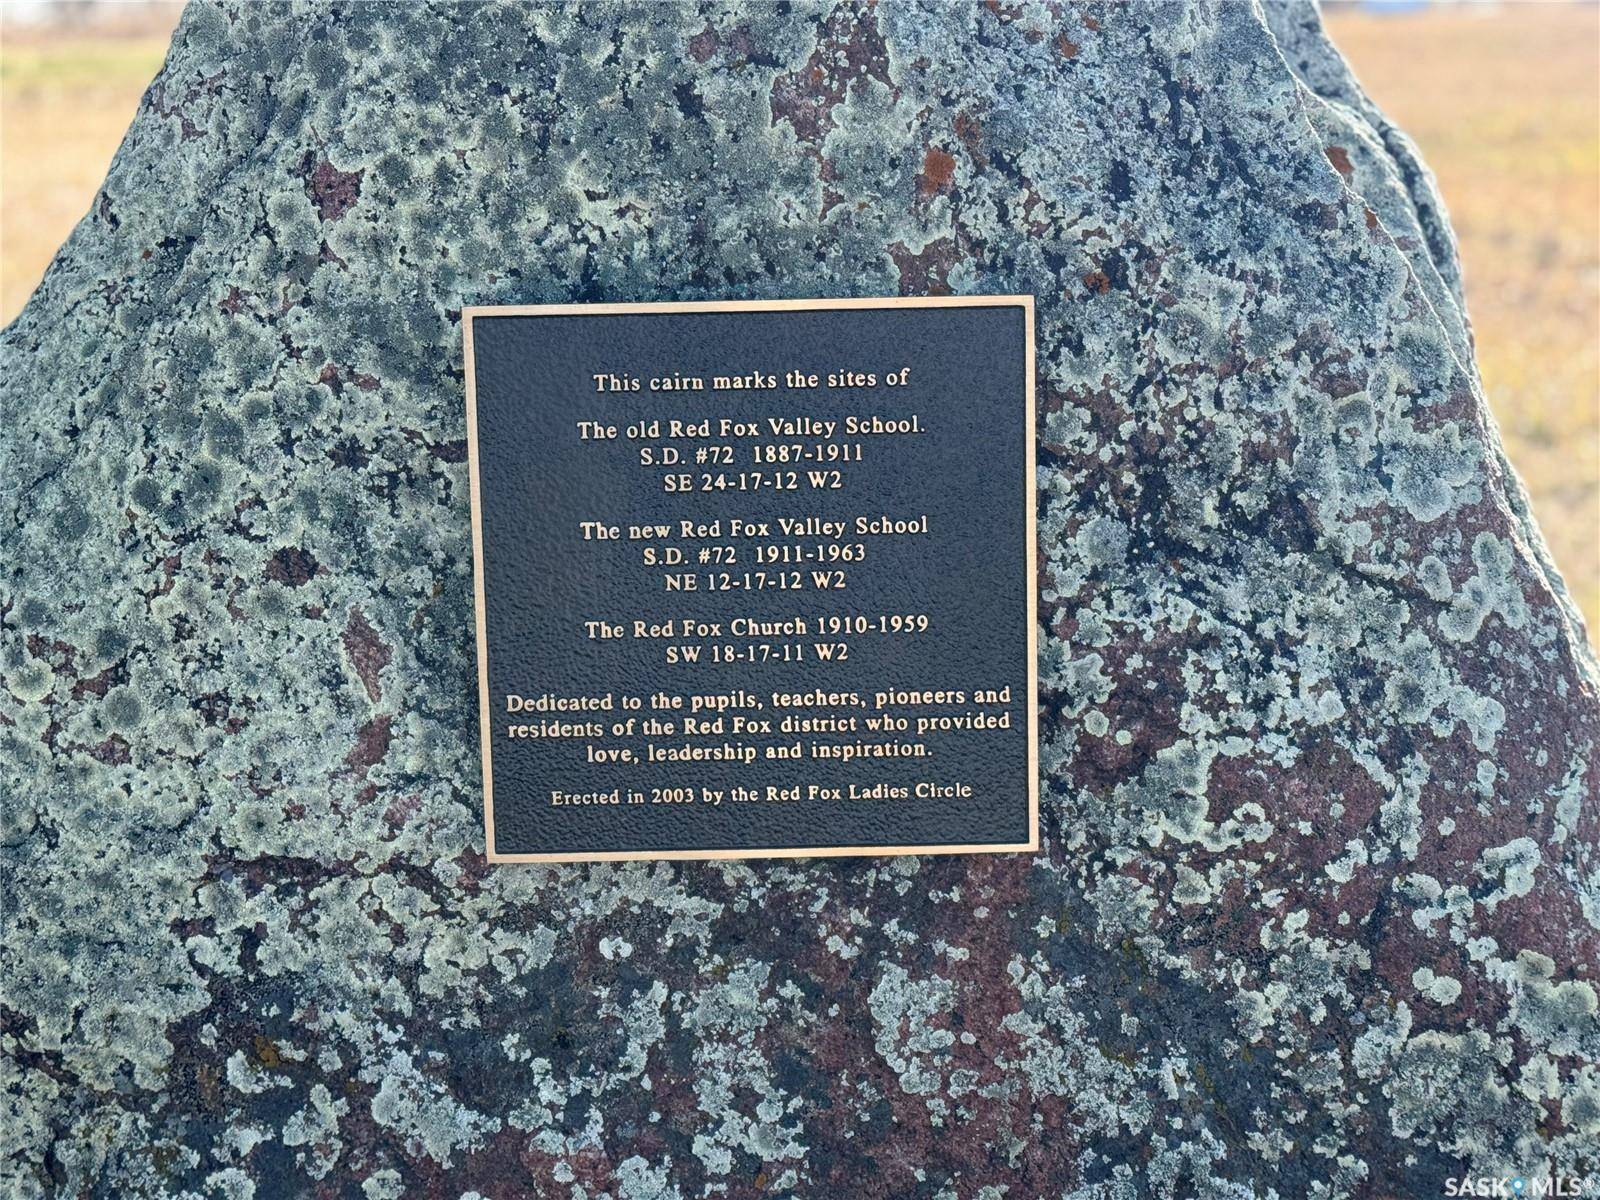 This cairn marks the sites of
The old Red Fox Valley School.
S.D. #72 1887-1911
SE 24-17-12 W2
The new Red Fox Valley School
S.D. #72 1911-1963
NE 12-17-12 W2
The Red Fox Church 1910-1959
SW 18-17-11 W2
Dedicated to the pupils, teachers, pioneers and
residents of the Red Fox district who provided
love, leadership and inspiration.
Erected in 2003 by the Red Fox Ladies Circle
SASK MLS®